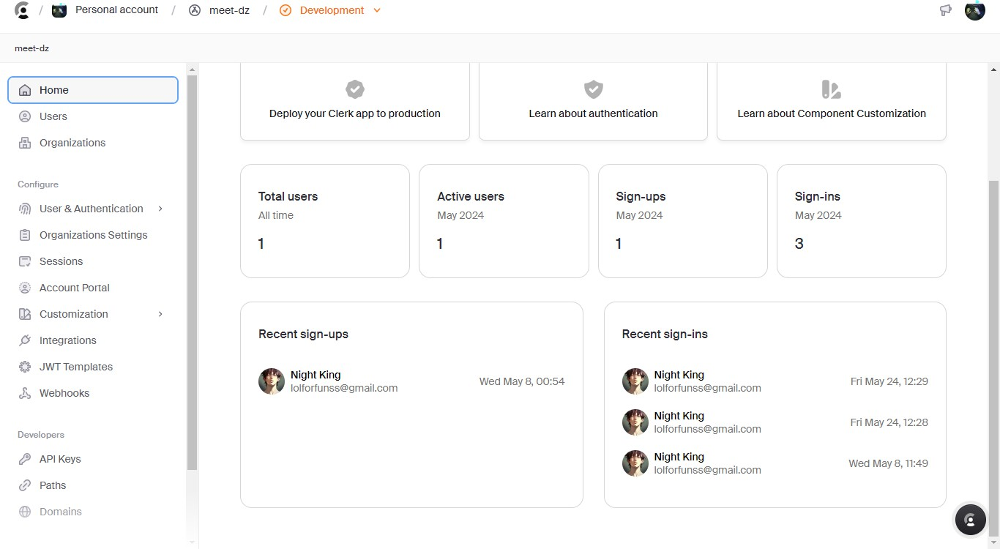 / Personal account / meet-dz / Development
meet-dz
Home
Users
Organizations
Configure
User & Authentication
Organizations Settings
Sessions
Account Portal
Customization
Integrations
JWT Templates
Webhooks
Developers
API Keys
Paths
Domains
Deploy your Clerk app to production
Learn about authentication
Learn about Component Customization
Total users
All time
1
Active users
May 2024
1
Sign-ups
May 2024
1
Sign-ins
May 2024
3
Recent sign-ups
Night King
lolforfunss@gmail.com
Wed May 8, 00:54
Recent sign-ins
Night King
lolforfunss@gmail.com
Fri May 24, 12:29
Night King
lolforfunss@gmail.com
Fri May 24, 12:28
Night King
lolforfunss@gmail.com
Wed May 8, 11:49